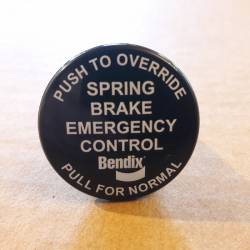 PUSH TO OVERRIDE
SPRING
BRAKE
EMERGENCY
CONTROL
Bendix
PULL FOR NORMAL